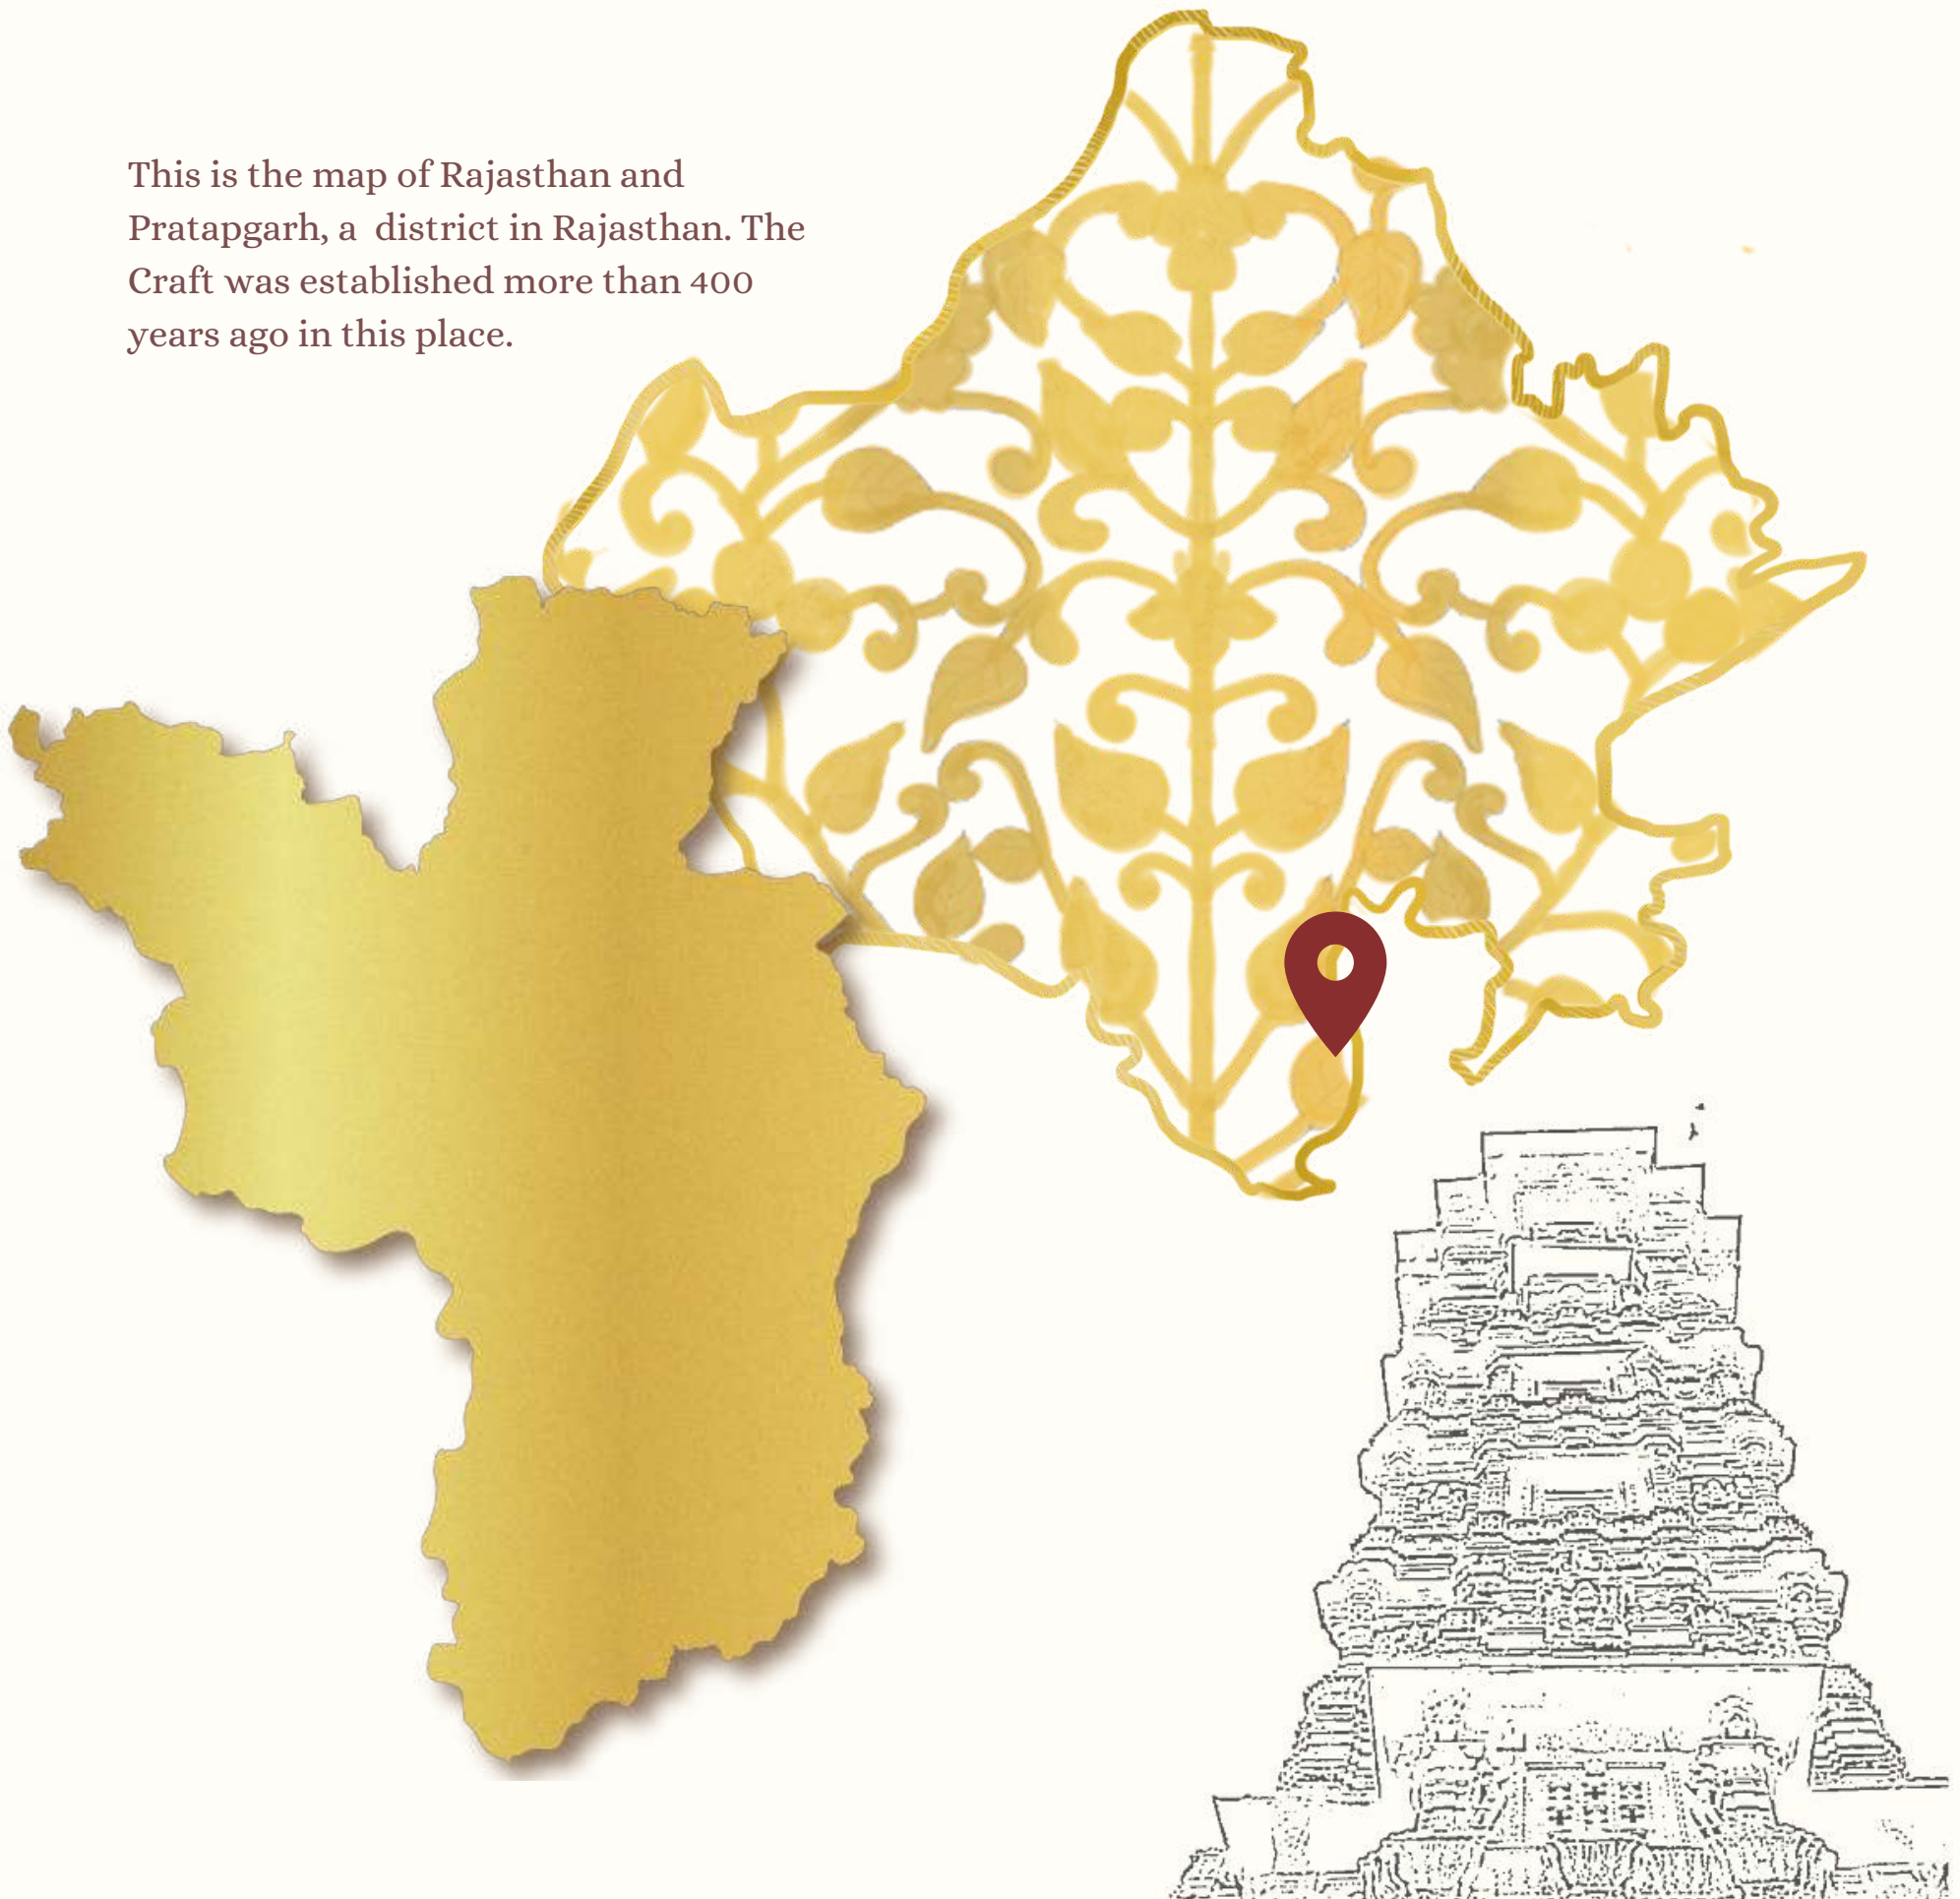 This is the map of Rajasthan and
Pratapgarh, a  district in Rajasthan. The
Craft was established more than 400
years ago in this place.